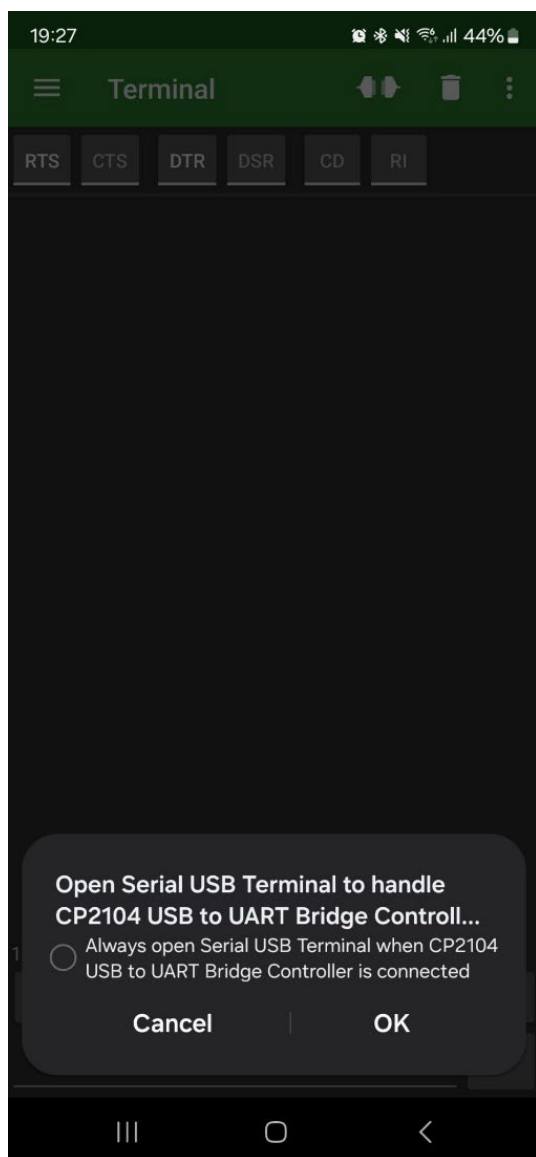 19:27 44%
Terminal
RTS CTS DTR DSR CD RI
Open Serial USB Terminal to handle
CP2104 USB to UART Bridge Controll...
Always open Serial USB Terminal when CP2104
USB to UART Bridge Controller is connected
Cancel OK